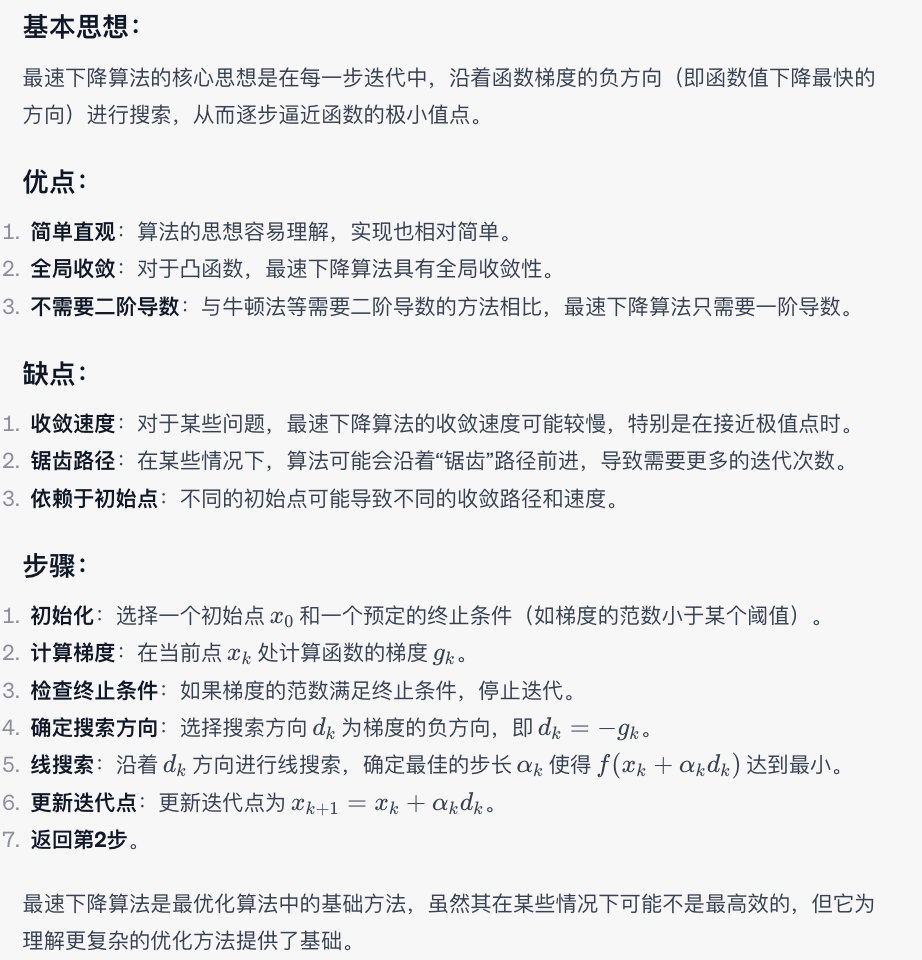 基本思想：
最速下降算法的核心思想是在每一步迭代中，沿着函数梯度的负方向（即函数值下降最快的
方向）进行搜索，从而逐步逼近函数的极小值点。
优点：
1. 简单直观：算法的思想容易理解，实现也相对简单。
2. 全局收敛：对于凸函数，最速下降算法具有全局收敛性。
3. 不需要二阶导数：与牛顿法等需要二阶导数的方法相比，最速下降算法只需要一阶导数。
缺点：
1. 收敛速度：对于某些问题，最速下降算法的收敛速度可能较慢，特别是在接近极值点时。
2. 锯齿路径：在某些情况下，算法可能会沿着“锯齿”路径前进，导致需要更多的迭代次数。
3. 依赖于初始点：不同的初始点可能导致不同的收敛路径和速度。
步骤：
1. 初始化：选择一个初始点 x₀ 和一个预定的终止条件（如梯度的范数小于某个阈值）。
2. 计算梯度：在当前点 xₖ 处计算函数的梯度 gₖ。
3. 检查终止条件：如果梯度的范数满足终止条件，停止迭代。
4. 确定搜索方向：选择搜索方向 dₖ 为梯度的负方向，即 dₖ = −gₖ。
5. 线搜索：沿着 dₖ 方向进行线搜索，确定最佳的步长 αₖ 使得 f(xₖ + αₖdₖ) 达到最小。
6. 更新迭代点：更新迭代点为 xₖ₊₁ = xₖ + αₖdₖ。
7. 返回第2步。
最速下降算法是最优化算法中的基础方法，虽然其在某些情况下可能不是最高效的，但它为
理解更复杂的优化方法提供了基础。